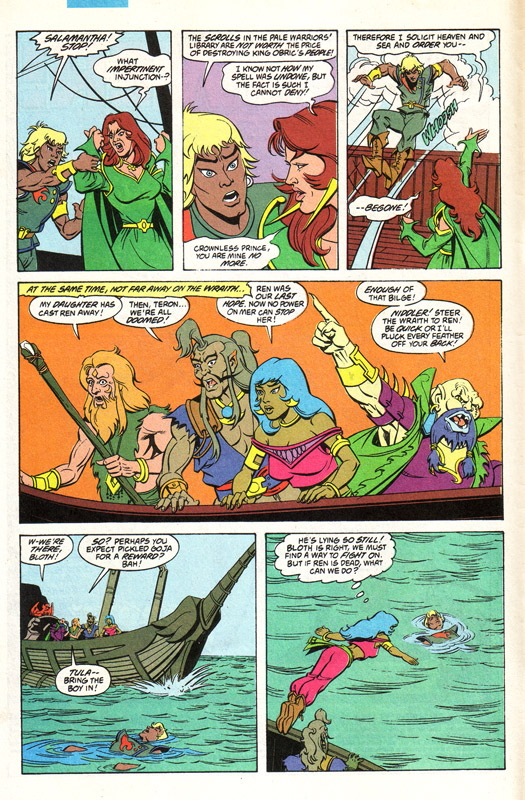 SALAMANTHA!
STOP!
WHAT
IMPERTINENT
INJUNCTION--?
THE SCROLLS IN THE PALE WARRIORS'
LIBRARY ARE NOT WORTH THE PRICE
OF DESTROYING KING OBRIC'S PEOPLE!
I KNOW NOT HOW MY
SPELL WAS UNDONE, BUT
THE FACT IS SUCH I
CANNOT DENY!
CROWNLESS PRINCE,
YOU ARE MINE NO
MORE.
THEREFORE I SOLICIT HEAVEN AND
SEA AND ORDER YOU--
WHOOSH
--BEGONE!
AT THE SAME TIME, NOT FAR AWAY ON THE WRAITH...
MY DAUGHTER HAS
CAST REN AWAY!
THEN, TERON...
WE'RE ALL
DOOMED!
REN WAS
OUR LAST
HOPE. NOW NO POWER
ON MER CAN STOP
HER!
ENOUGH OF
THAT BILGE!
NIDDLER! STEER
THE WRAITH TO REN!
BE QUICK OR I'LL
PLUCK EVERY FEATHER
OFF YOUR BACK!
W-WE'RE
THERE,
BLOTH!
SO? PERHAPS YOU
EXPECT PICKLED GOJA
FOR A REWARD?
BAH!
TULA--
BRING THE
BOY IN!
HE'S LYING SO STILL!
BLOTH IS RIGHT, WE MUST
FIND A WAY TO FIGHT ON.
BUT IF REN IS DEAD, WHAT
CAN WE DO?